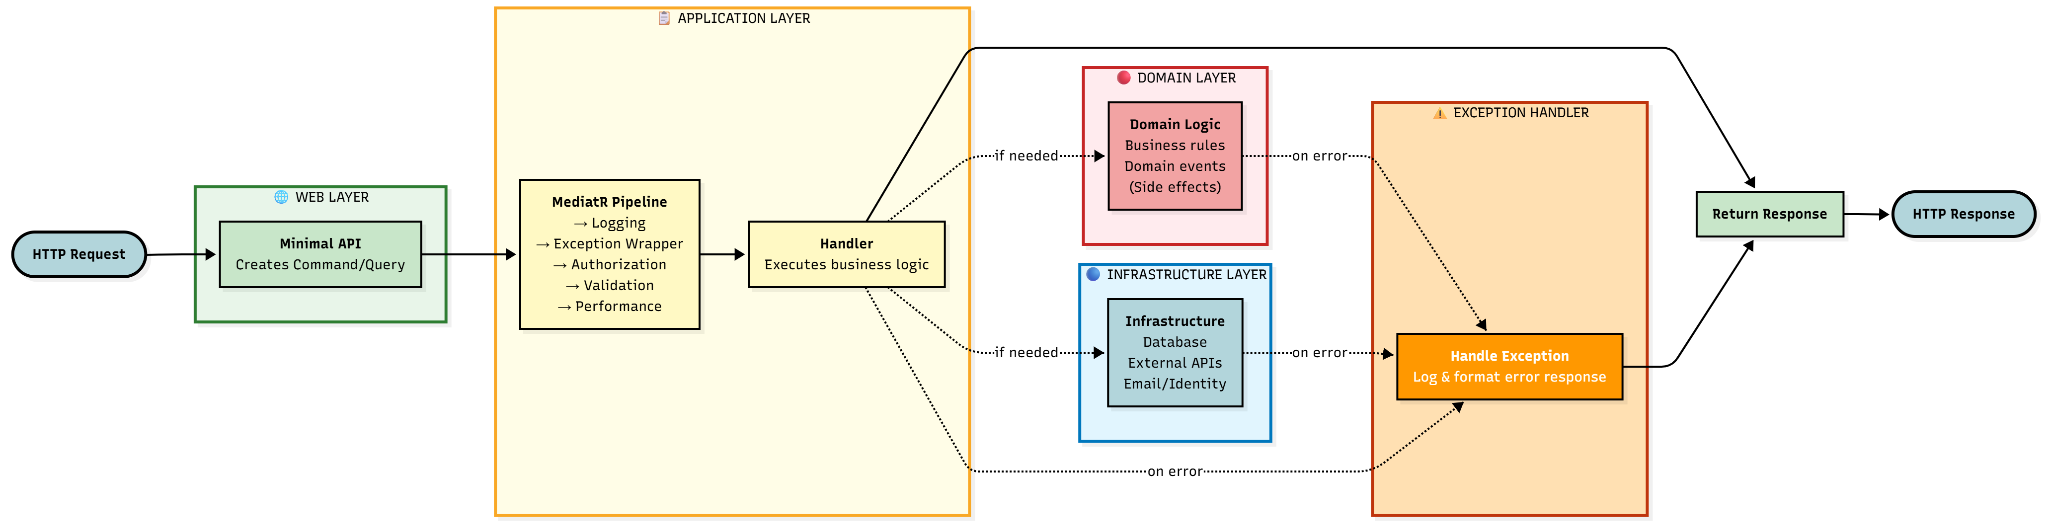 📋 APPLICATION LAYER
🔴 DOMAIN LAYER
Domain Logic
Business rules
Domain events
(Side effects)
⚠️ EXCEPTION HANDLER
🌐 WEB LAYER
HTTP Request
Minimal API
Creates Command/Query
MediatR Pipeline
→ Logging
→ Exception Wrapper
→ Authorization
→ Validation
→ Performance
Handler
Executes business logic
if needed
on error
🔵 INFRASTRUCTURE LAYER
Infrastructure
Database
External APIs
Email/Identity
if needed
on error
on error
Handle Exception
Log & format error response
Return Response
HTTP Response